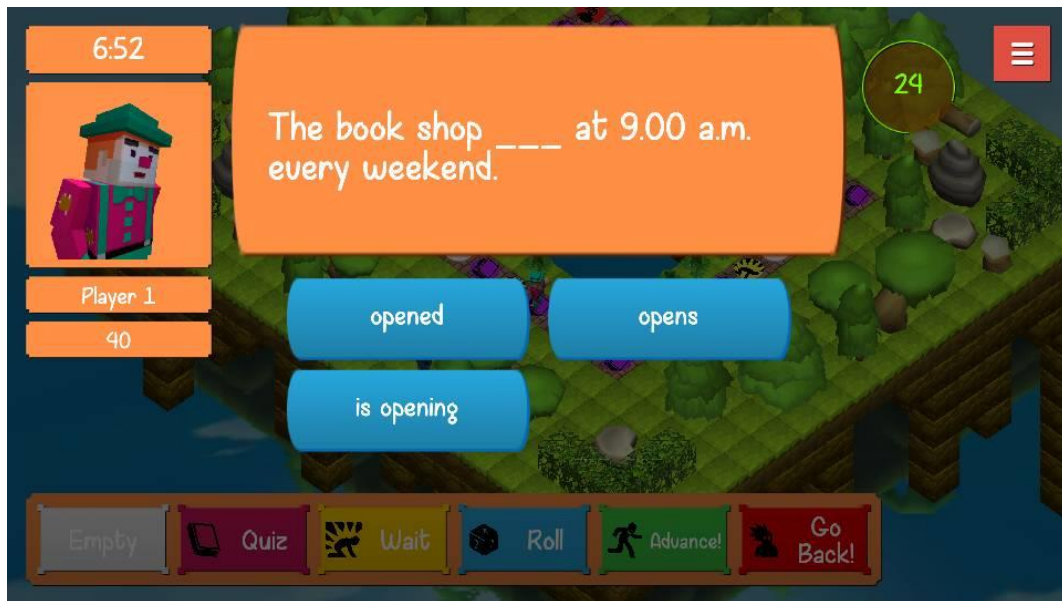 6:52
The book shop ___ at 9.00 a.m.
every weekend.
24
Player 1
40
opened
opens
is opening
Empty
Quiz
Wait
Roll
Advance!
Go
Back!